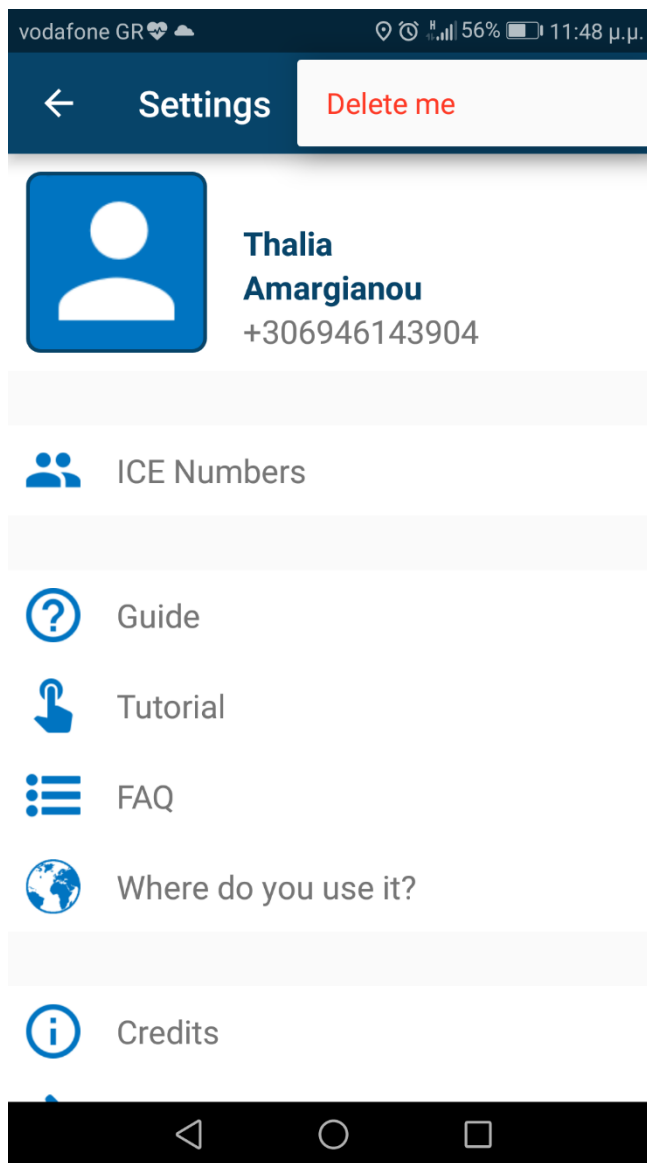 vodafone GR 56% 11:48 μ.μ.
Settings
Delete me
Thalia
Amargianou
+306946143904
ICE Numbers
Guide
Tutorial
FAQ
Where do you use it?
Credits